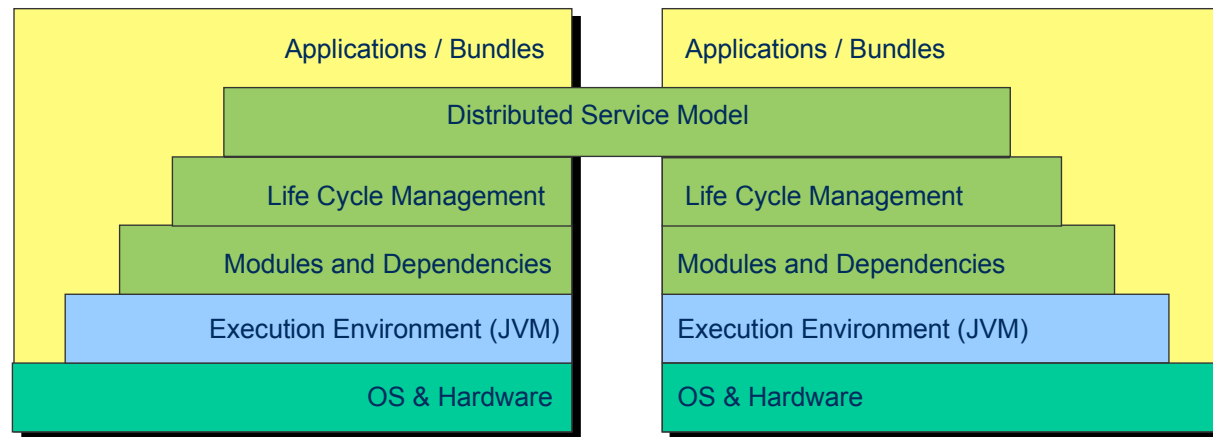 Applications / Bundles
Applications / Bundles
Distributed Service Model
Life Cycle Management
Life Cycle Management
Modules and Dependencies
Modules and Dependencies
Execution Environment (JVM)
Execution Environment (JVM)
OS & Hardware
OS & Hardware